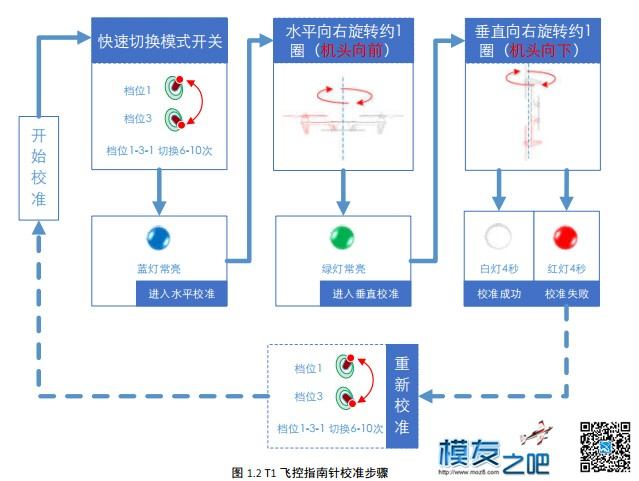 快速切换模式开关
档位1
档位3
档位1-3-1 切换6-10次
水平向右旋转约1
圈（机头向前）
垂直向右旋转约1
圈（机头向下）
开始校准
蓝灯常亮
进入水平校准
绿灯常亮
进入垂直校准
白灯4秒
校准成功
红灯4秒
校准失败
档位1
档位3
档位1-3-1 切换6-10次
重新校准
图 1.2 T1 飞控指南针校准步骤
模友之吧
http://www.moz8.com